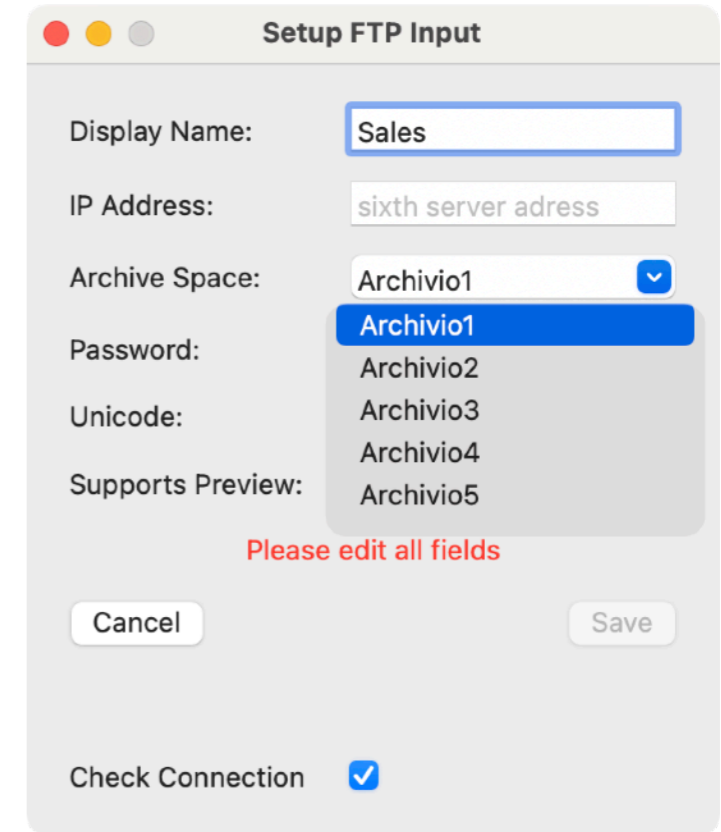 Setup FTP Input
Display Name: Sales
IP Address: sixth server adress
Archive Space: Archivio1
Archivio1
Password:
Archivio2
Archivio3
Unicode:
Archivio4
Supports Preview:
Archivio5
Please edit all fields
Cancel Save
Check Connection